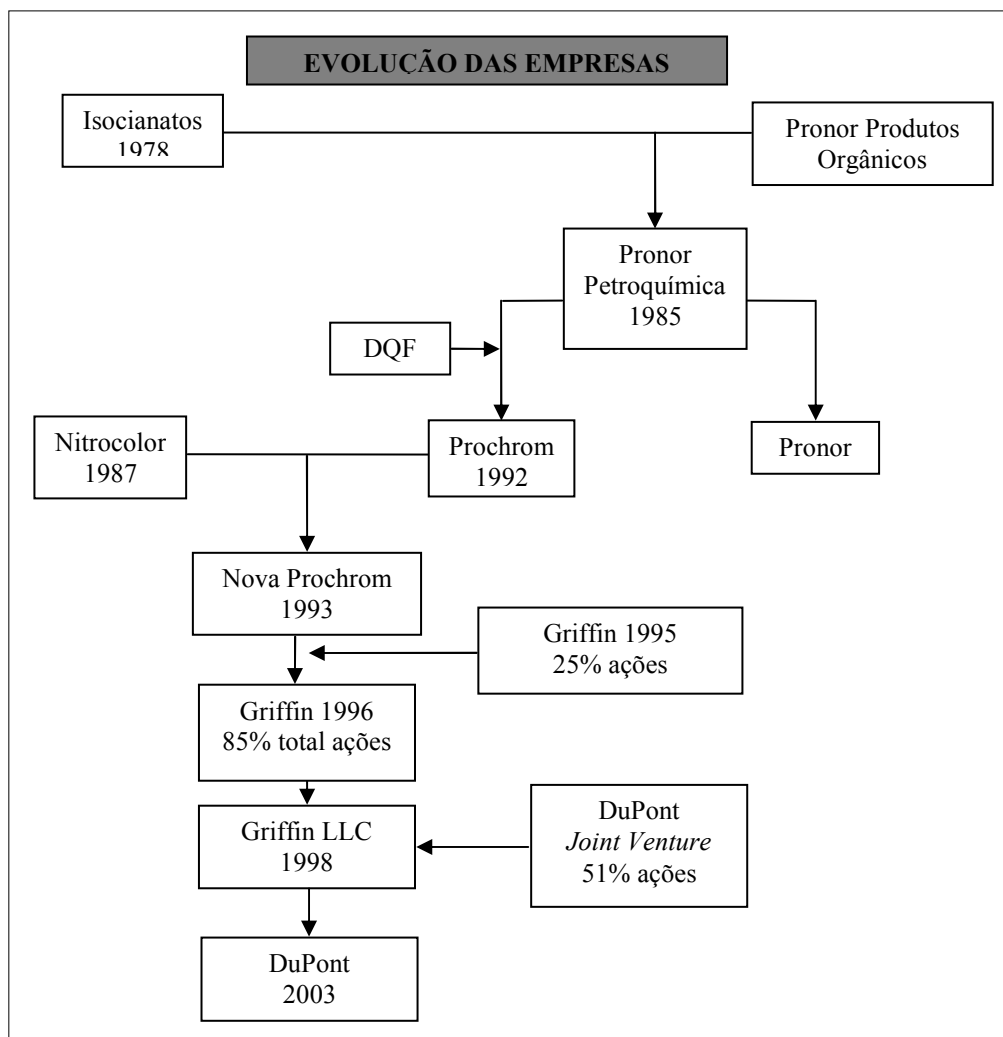 EVOLUÇÃO DAS EMPRESAS
Isocianatos
1978
Pronor Produtos
Orgânicos
Pronor
Petroquímica
1985
DQF
Nitrocolor
1987
Prochrom
1992
Pronor
Nova Prochrom
1993
Griffin 1995
25% ações
Griffin 1996
85% total ações
Griffin LLC
1998
DuPont
Joint Venture
51% ações
DuPont
2003